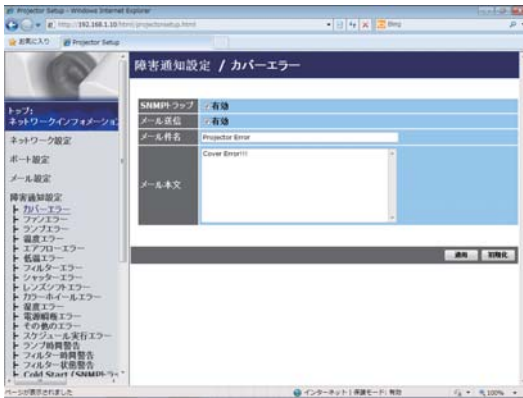 Projector Setup - Windows Internet Explorer
http://192.168.1.10/html/projectorsetup.html
Bing
お気に入り
Projector Setup
障害通知設定 / カバーエラー
トップ:
ネットワークインフォメーション
ネットワーク設定
ポート設定
メール設定
障害通知設定
カバーエラー
ファンエラー
ランプエラー
温度エラー
エアフローエラー
低温エラー
フィルターエラー
シャッターエラー
レンズシフトエラー
カラーホイールエラー
湿度エラー
電源瞬断エラー
その他のエラー
スケジュール実行エラー
ランプ時間警告
フィルター時間警告
フィルター状態警告
Cold Start (SNMPトラ
SNMPトラップ
有効
メール送信
有効
メール件名
Projector Error
メール本文
Cover Error!!!
適用
初期化
ページが表示されました
インターネット | 保護モード: 無効
100%